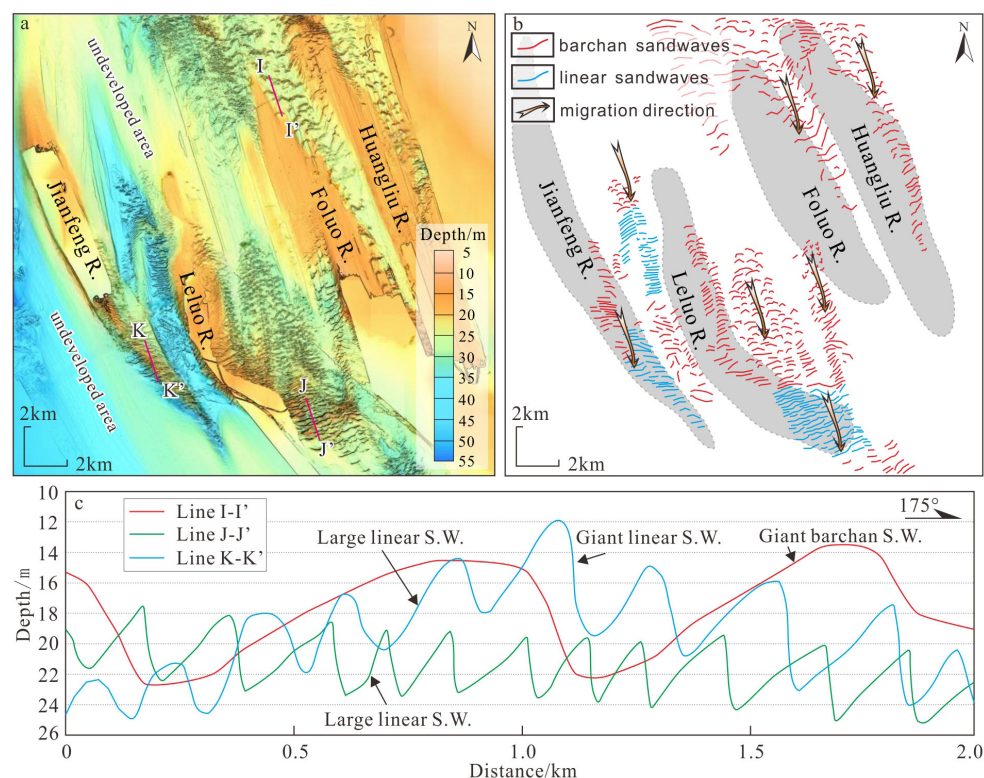 a
N
undeveloped area
I
I'
Jianfeng R.
Leluo R.
Foluo R.
Huangliu R.
K
K'
J
J'
undeveloped area
Depth/m
5
10
15
20
25
30
35
40
45
50
55
2km
2km
b
N
barchan sandwaves
linear sandwaves
migration direction
Jianfeng R.
Leluo R.
Foluo R.
Huangliu R.
2km
2km
c
Line I-I'
Line J-J'
Line K-K'
Large linear S.W.
Giant linear S.W.
Giant barchan S.W.
175°
Large linear S.W.
Depth/m
10
12
14
16
18
20
22
24
26
0
0.5
1.0
1.5
2.0
Distance/km